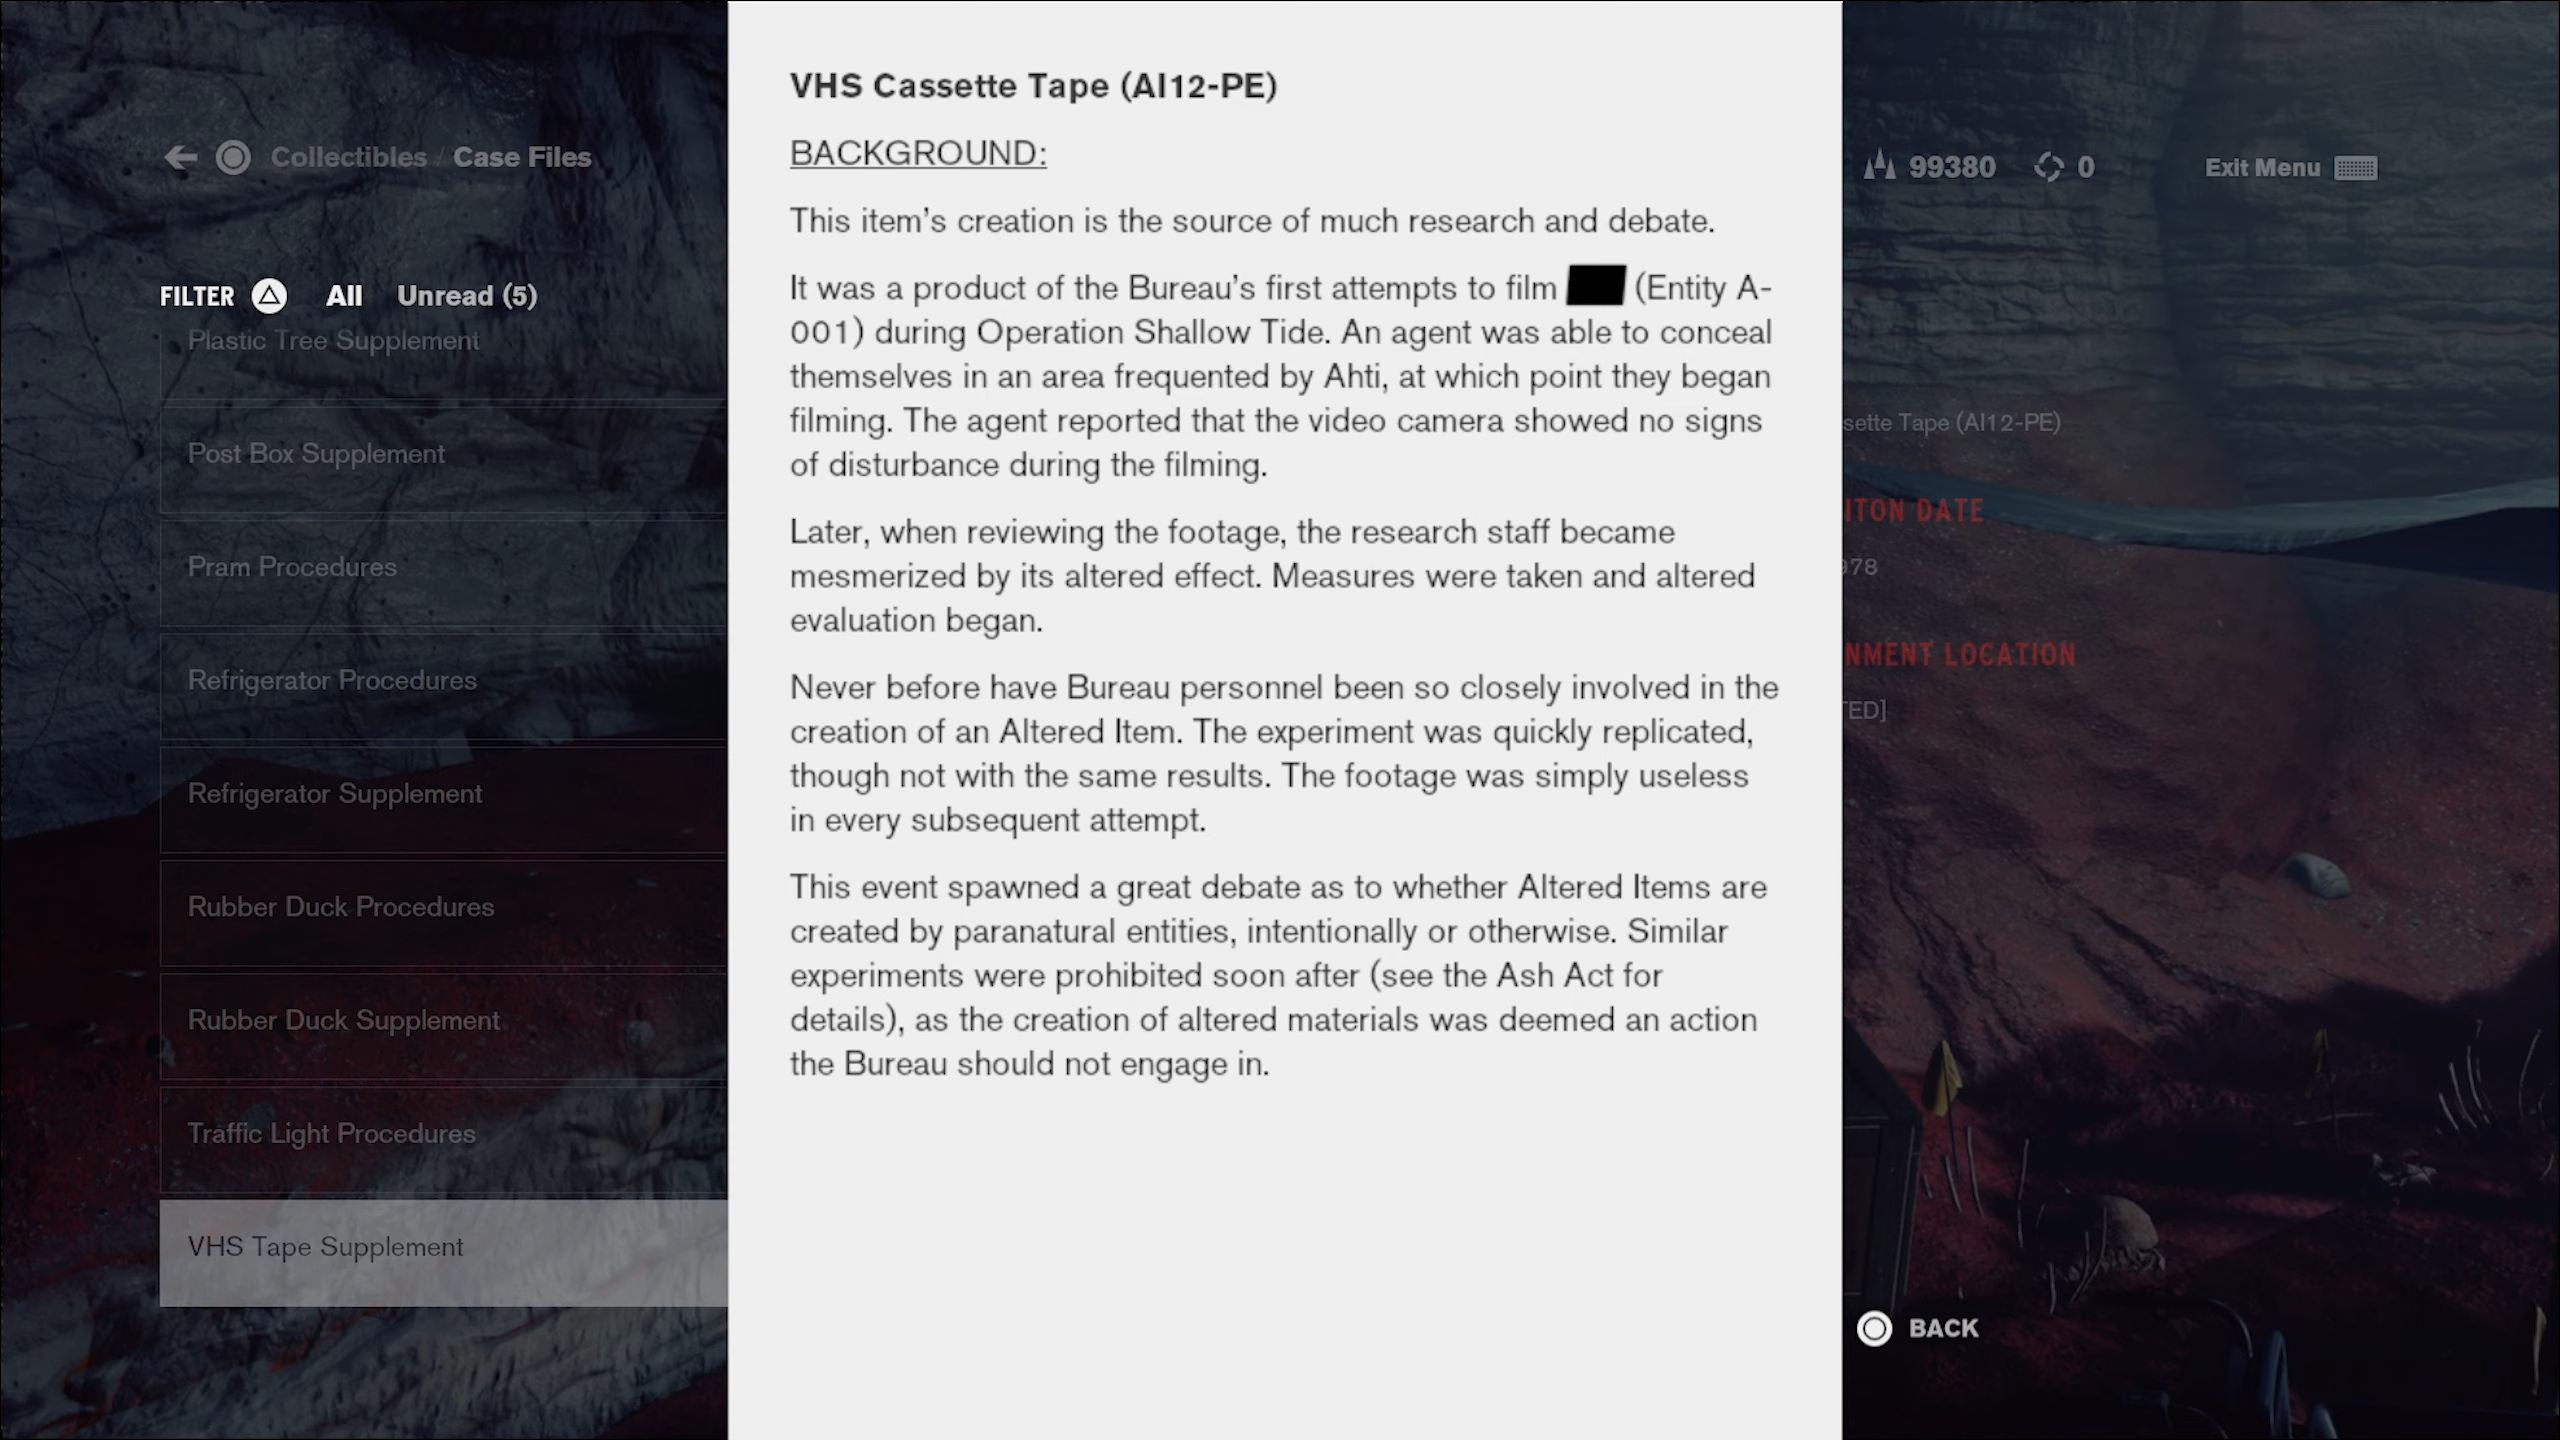 Collectibles / Case Files
99380
0
Exit Menu
FILTER All Unread (5)
Plastic Tree Supplement
Post Box Supplement
Pram Procedures
Refrigerator Procedures
Refrigerator Supplement
Rubber Duck Procedures
Rubber Duck Supplement
Traffic Light Procedures
VHS Tape Supplement
VHS Cassette Tape (AI12-PE)
BACKGROUND:
This item's creation is the source of much research and debate.
It was a product of the Bureau's first attempts to film (Entity A-
001) during Operation Shallow Tide. An agent was able to conceal
themselves in an area frequented by Ahti, at which point they began
filming. The agent reported that the video camera showed no signs
of disturbance during the filming.
Later, when reviewing the footage, the research staff became
mesmerized by its altered effect. Measures were taken and altered
evaluation began.
Never before have Bureau personnel been so closely involved in the
creation of an Altered Item. The experiment was quickly replicated,
though not with the same results. The footage was simply useless
in every subsequent attempt.
This event spawned a great debate as to whether Altered Items are
created by paranatural entities, intentionally or otherwise. Similar
experiments were prohibited soon after (see the Ash Act for
details), as the creation of altered materials was deemed an action
the Bureau should not engage in.
sette Tape (AI12-PE)
ITON DATE
78
NMENT LOCATION
TED]
BACK